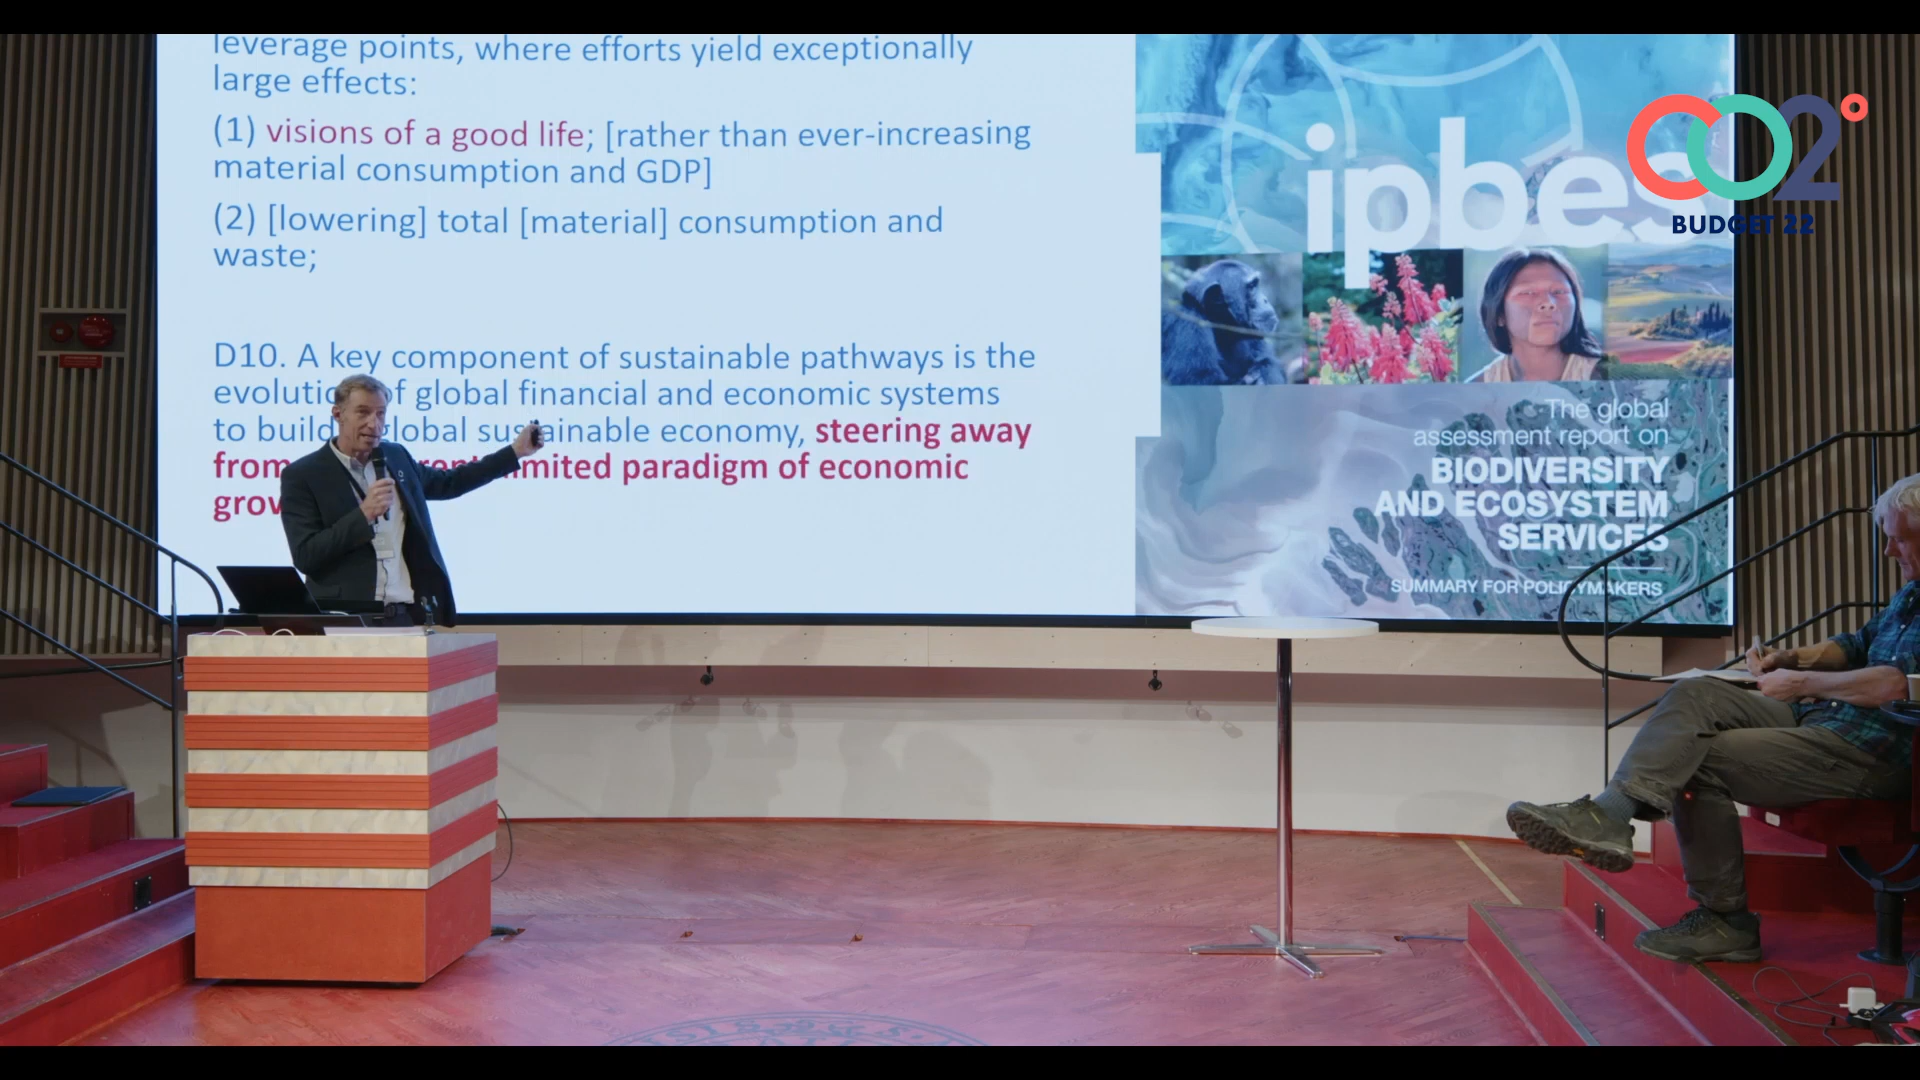 leverage points, where efforts yield exceptionally
large effects:
(1) visions of a good life; [rather than ever-increasing
material consumption and GDP]
(2) [lowering] total [material] consumption and
waste;
D10. A key component of sustainable pathways is the
of global financial and economic systems
to build sustainable economy, steering away
from paradigm of economic
ipbes
The global
assessment report on
BIODIVERSITY
AND ECOSYSTEM
SERVICES
SUMMARY FOR POLICYMAKERS
CO2°
BUDGET 22